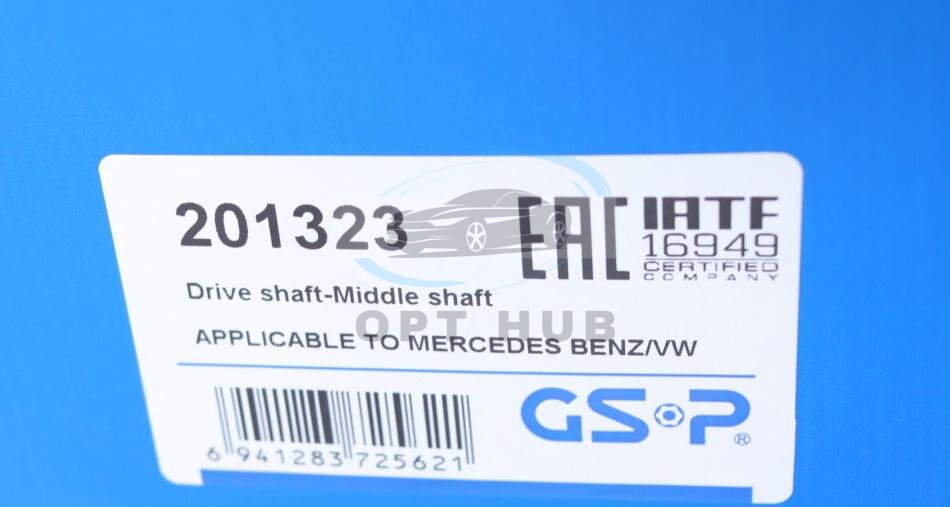 201323
EAC
IATF
16949
CERTIFIED
COMPANY
Drive shaft-Middle shaft
OPT HUB
APPLICABLE TO MERCEDES BENZ/VW
GSP®
6 941283 725621